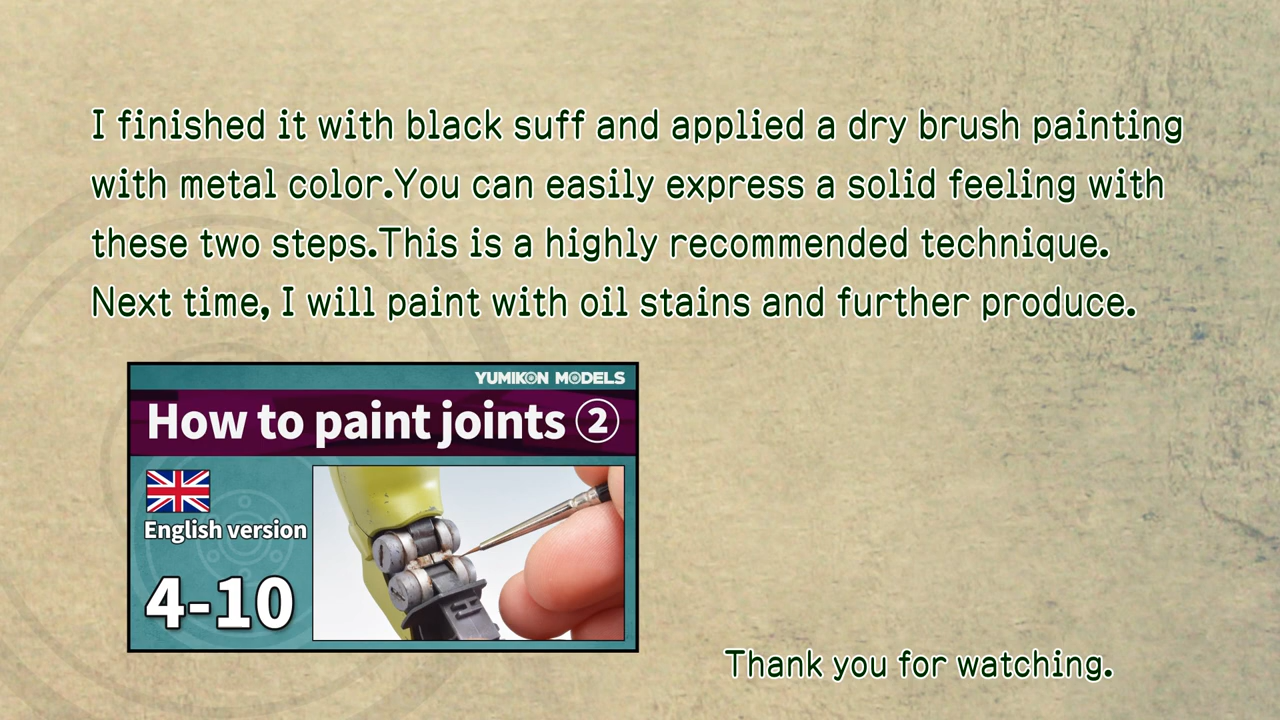 I finished it with black suff and applied a dry brush painting
with metal color.You can easily express a solid feeling with
these two steps.This is a highly recommended technique.
Next time, I will paint with oil stains and further produce.
YUMIKON MODELS
How to paint joints ②
English version
4-10
Thank you for watching.